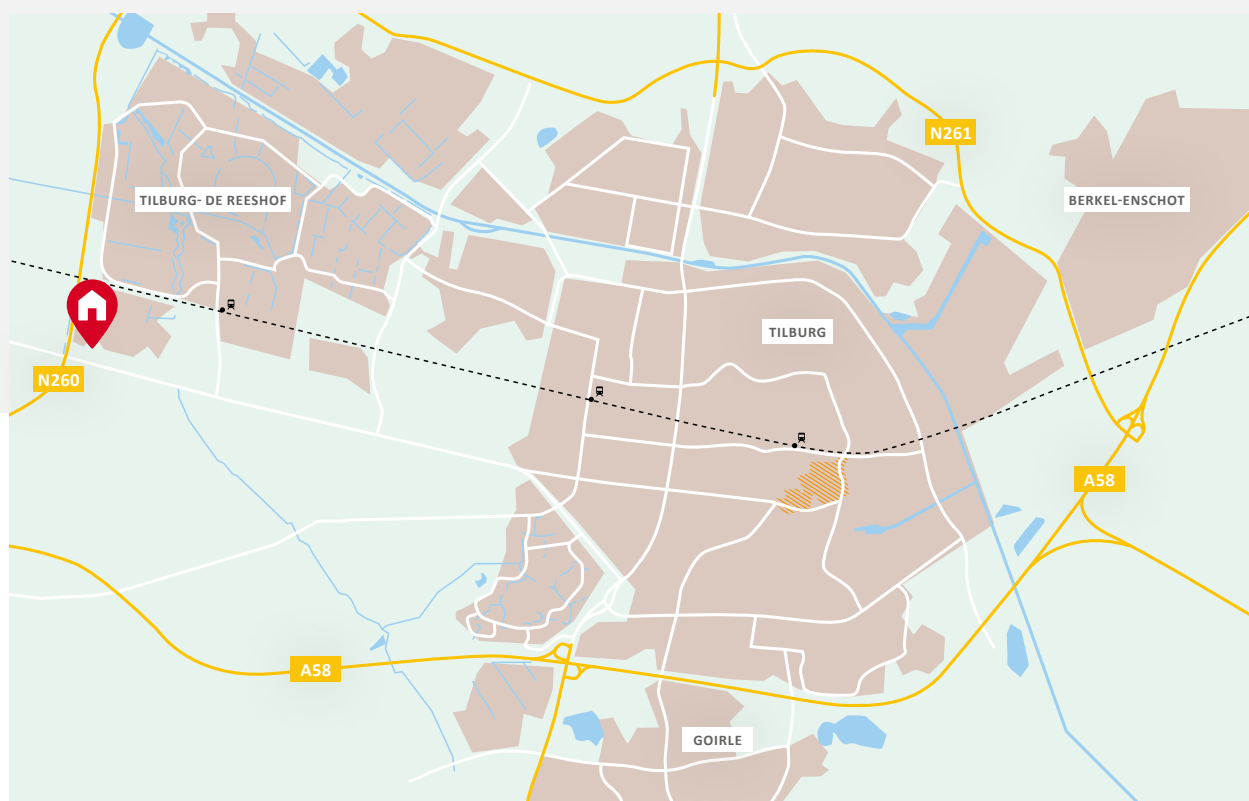 N261
TILBURG- DE REESHOF
BERKEL-ENSCHOT
TILBURG
N260
A58
A58
GOIRLE